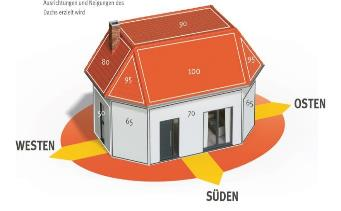 Ausrichtungen und Neigungen des
Dachs erzielt wird
90
80
95
100
95
50
65
70
65
OSTEN
WESTEN
SÜDEN